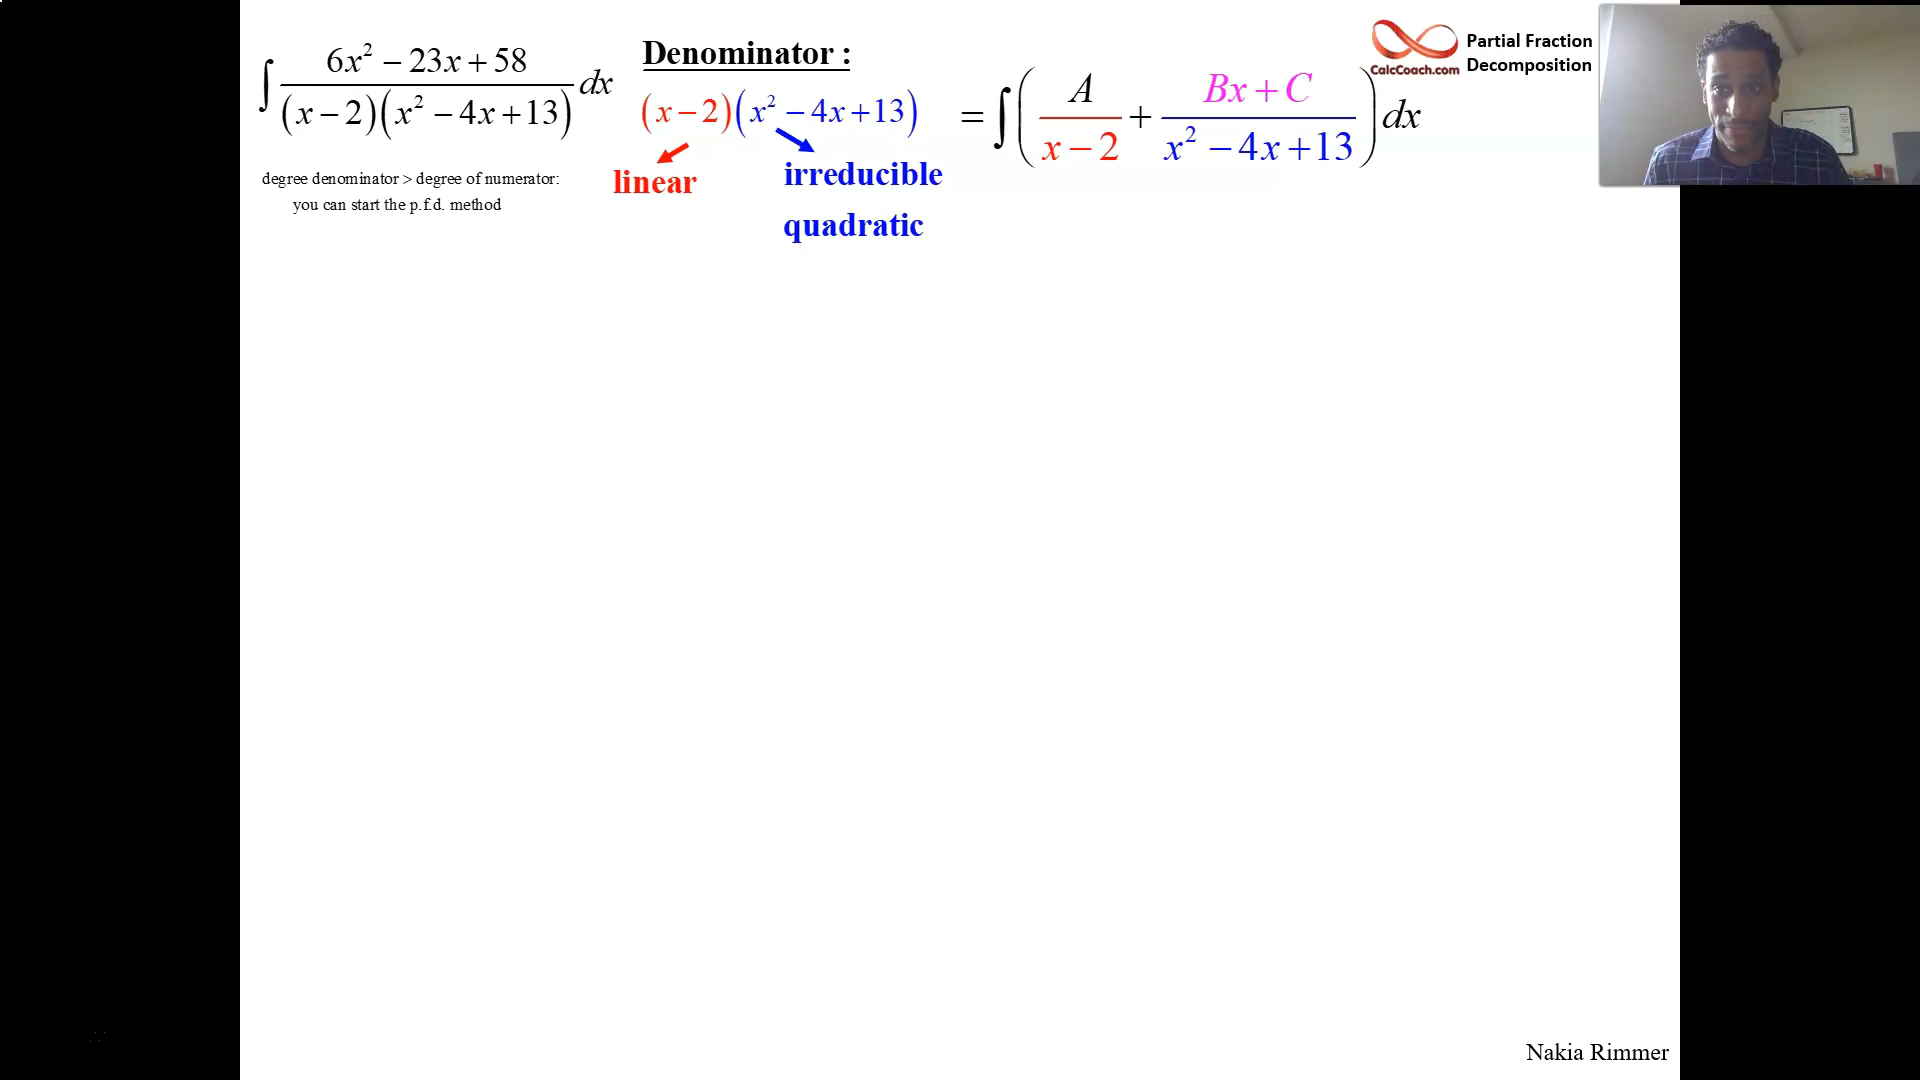 ∫ (6x² − 23x + 58) / ((x − 2)(x² − 4x + 13)) dx
degree denominator > degree of numerator:
you can start the p.f.d. method
Denominator :
(x − 2)(x² − 4x + 13)
linear
irreducible
quadratic
= ∫ ( A / (x − 2) + (Bx + C) / (x² − 4x + 13) ) dx
CalcCoach.com
Partial Fraction
Decomposition
Nakia Rimmer